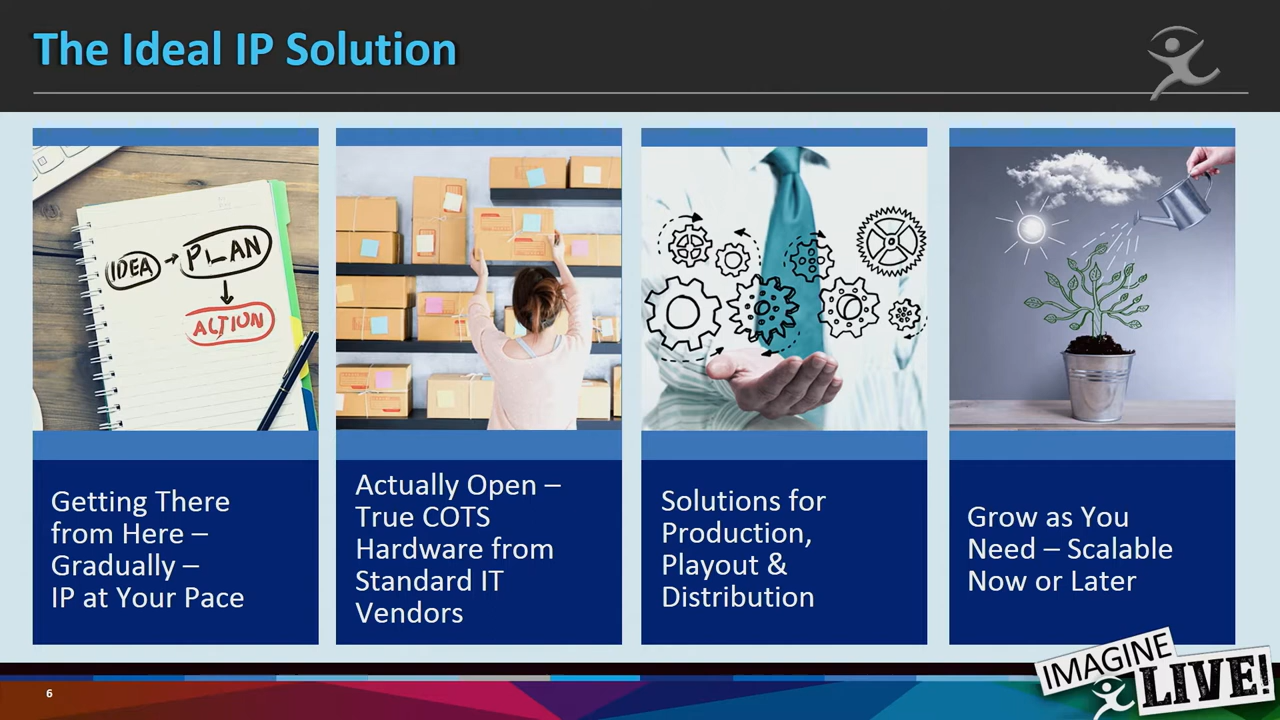 The Ideal IP Solution
IDEA
PLAN
ACTION
Getting There
from Here –
Gradually –
IP at Your Pace
Actually Open –
True COTS
Hardware from
Standard IT
Vendors
Solutions for
Production,
Playout &
Distribution
Grow as You
Need – Scalable
Now or Later
6
IMAGINE
LIVE!